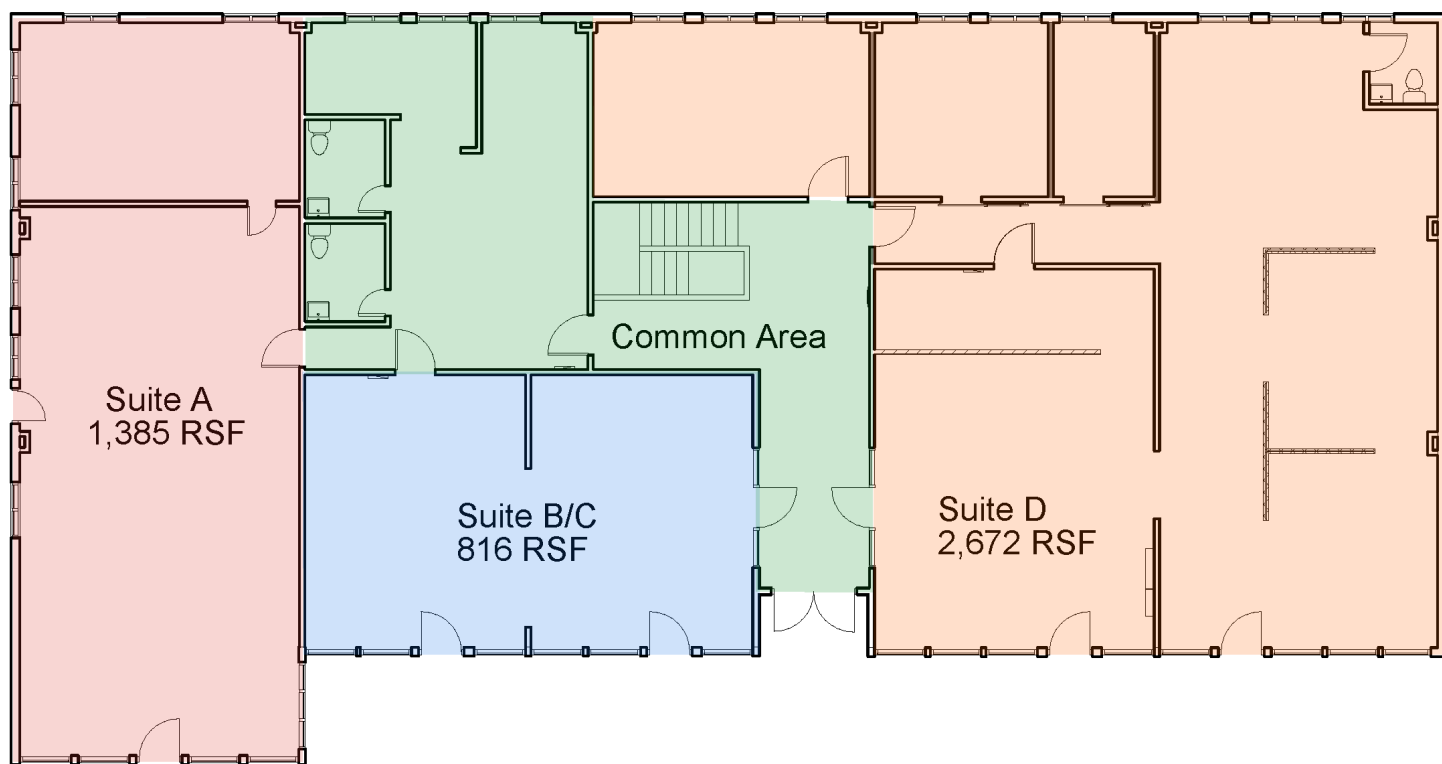 Common Area
Suite A
1,385 RSF
Suite B/C
816 RSF
Suite D
2,672 RSF